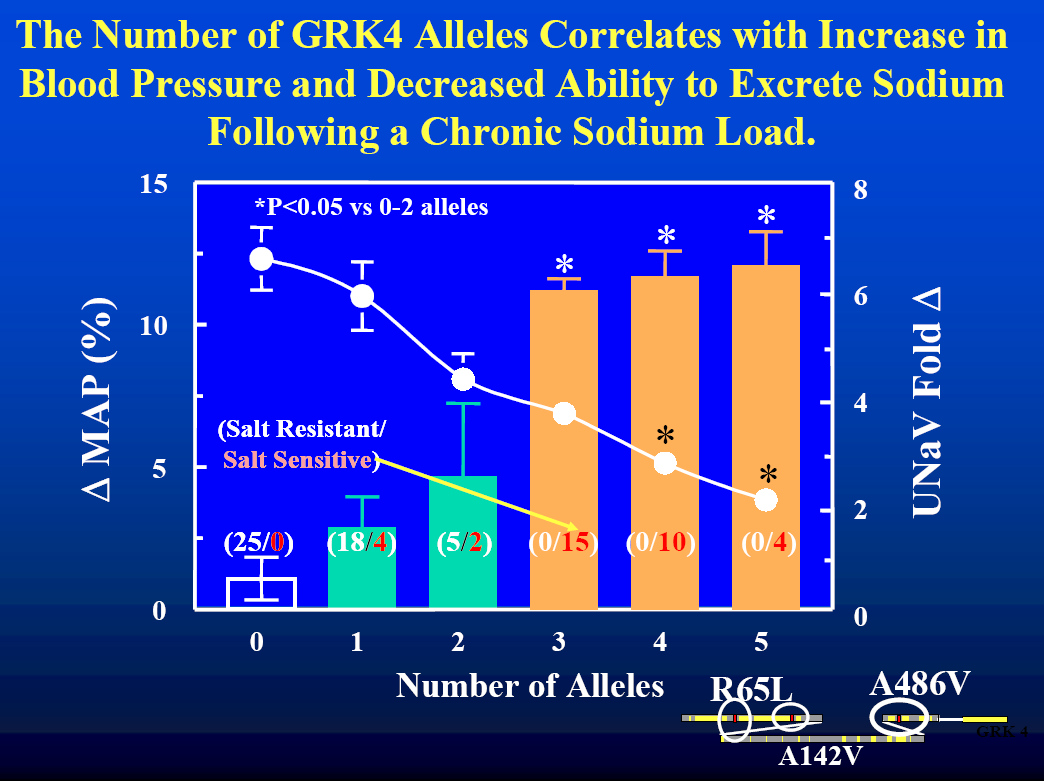 The Number of GRK4 Alleles Correlates with Increase in
Blood Pressure and Decreased Ability to Excrete Sodium
Following a Chronic Sodium Load.
15
8
*P<0.05 vs 0-2 alleles
*
*
*
6
10
Δ MAP (%)
UNaV Fold Δ
4
(Salt Resistant/
Salt Sensitive)
*
*
5
2
(25/0) (18/4) (5/2) (0/15) (0/10) (0/4)
0
0
0 1 2 3 4 5
Number of Alleles
R65L
A486V
GRK 4
A142V